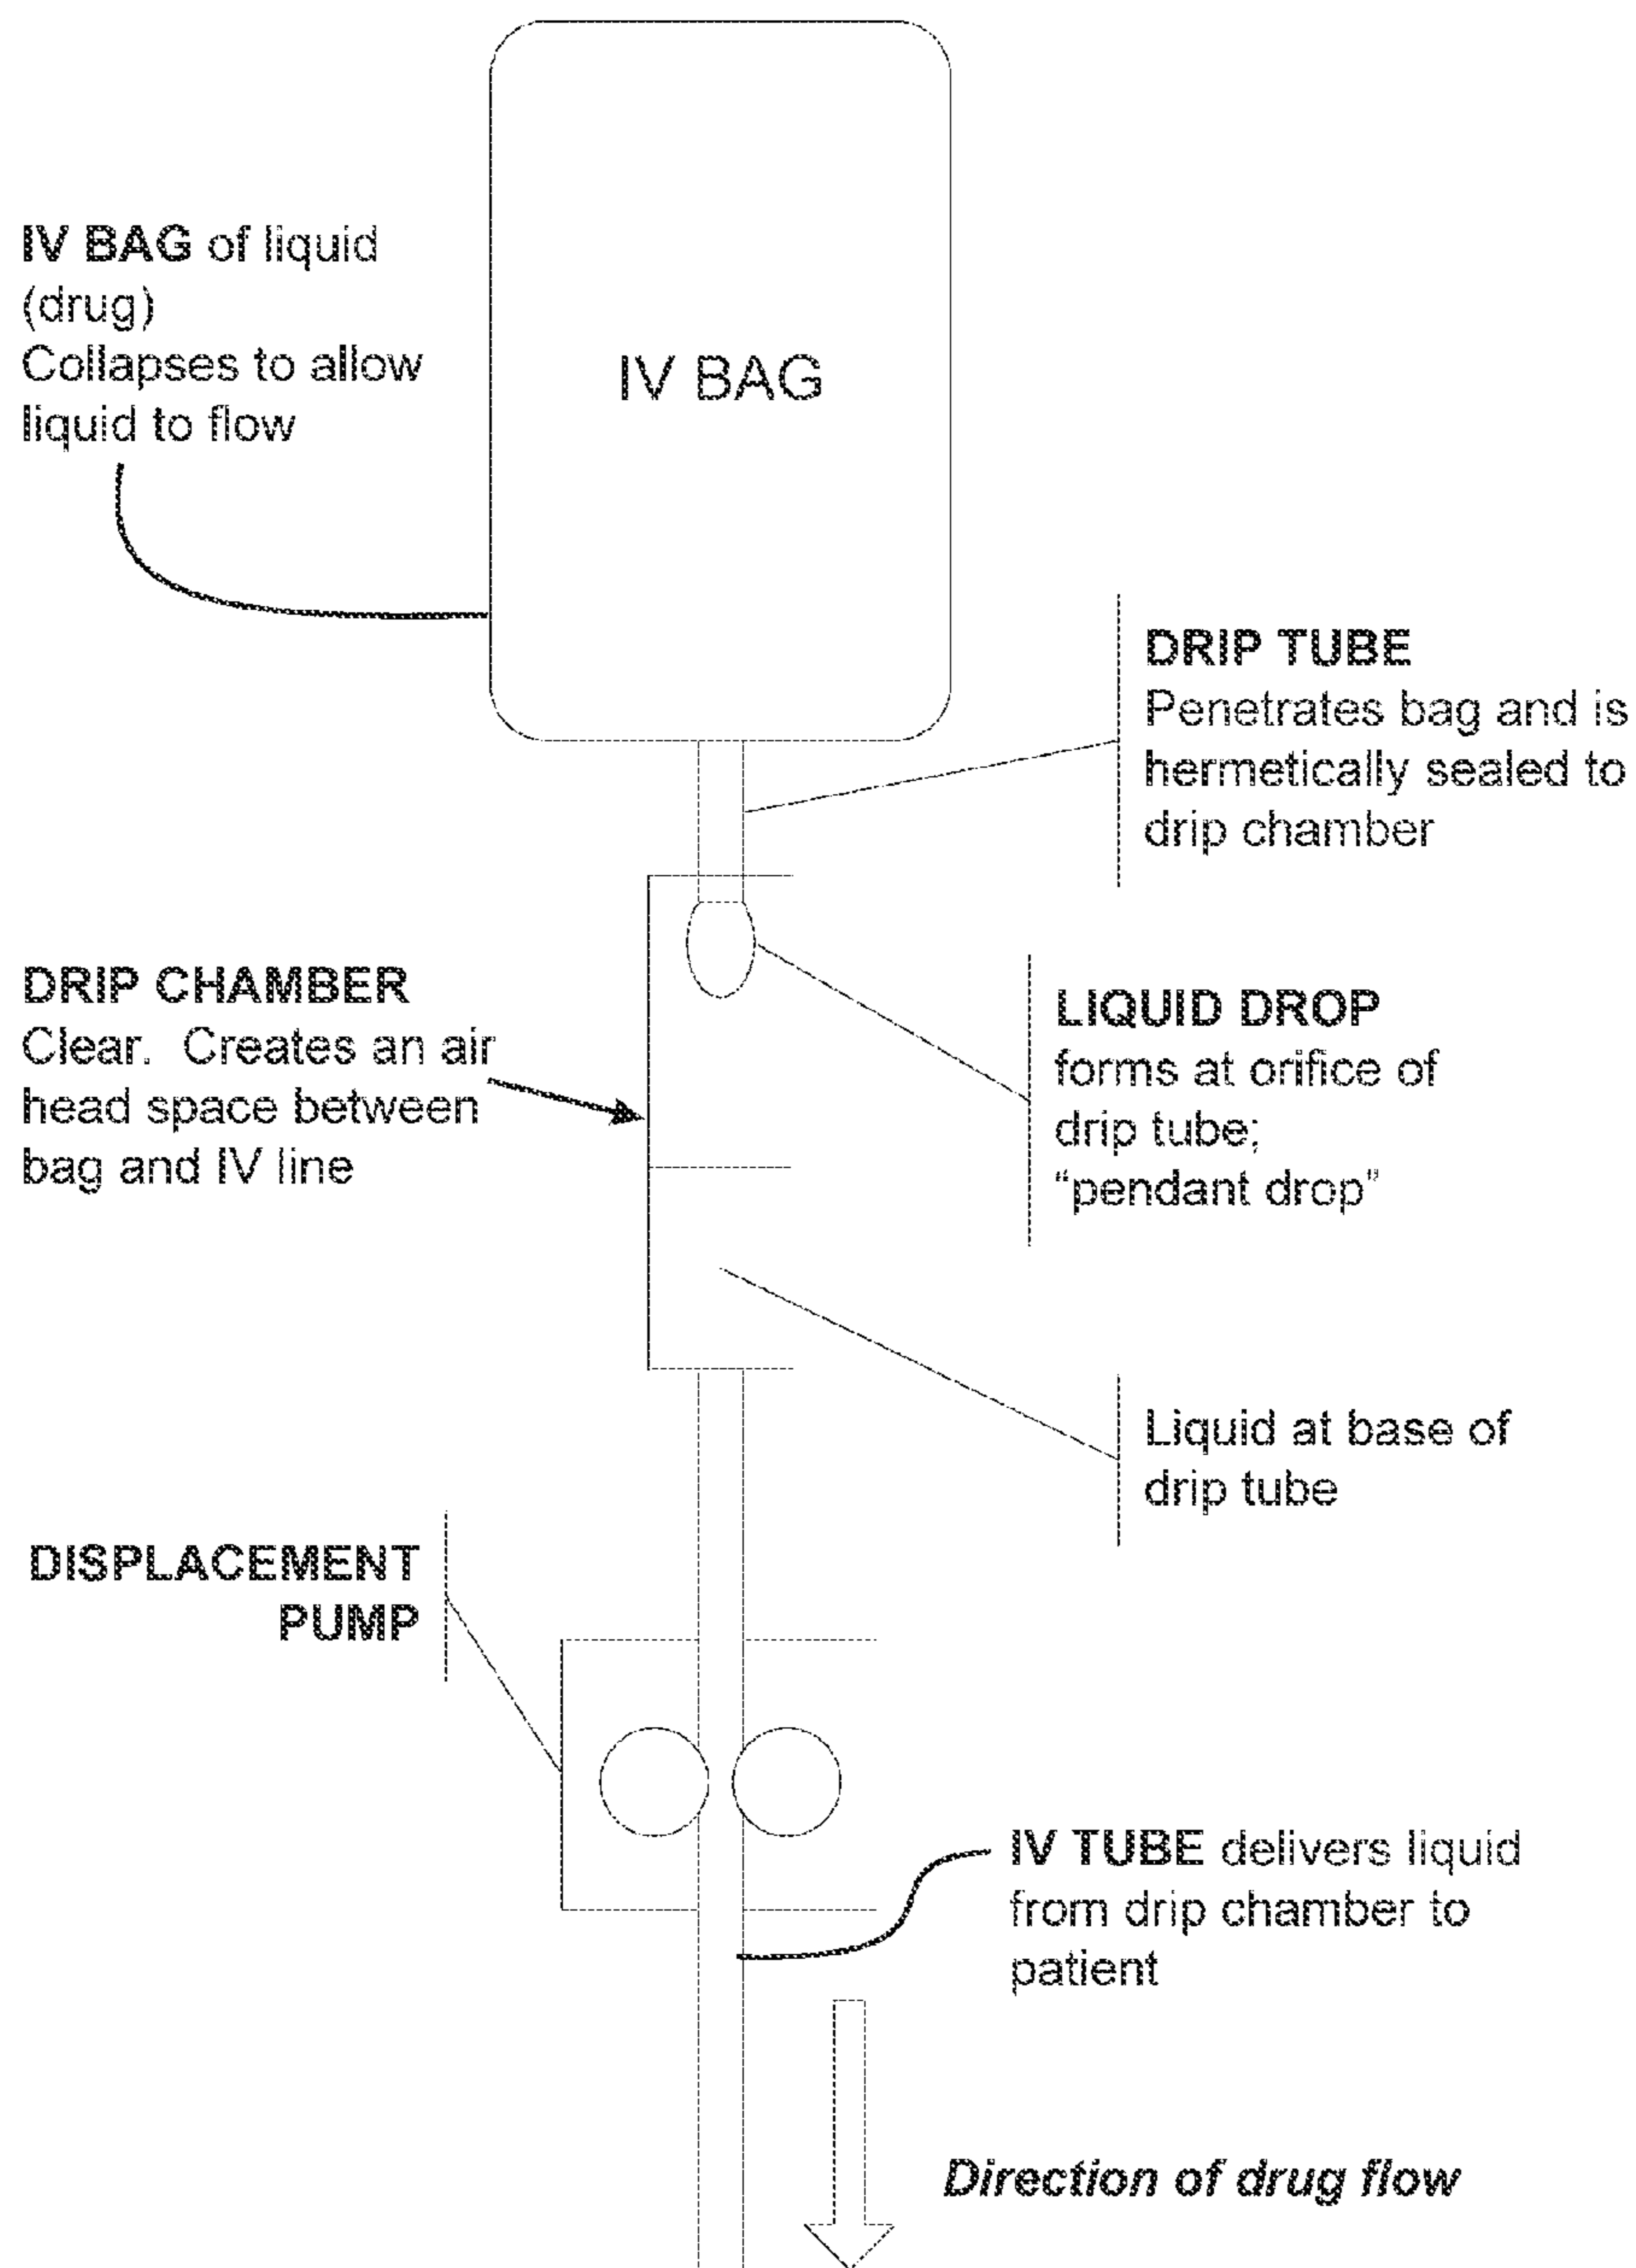 IV BAG of liquid
(drug)
Collapses to allow
liquid to flow
IV BAG
DRIP TUBE
Penetrates bag and is
hermetically sealed to
drip chamber
DRIP CHAMBER
Clear. Creates an air
head space between
bag and IV line
LIQUID DROP
forms at orifice of
drip tube;
“pendant drop”
Liquid at base of
drip tube
DISPLACEMENT
PUMP
IV TUBE delivers liquid
from drip chamber to
patient
Direction of drug flow